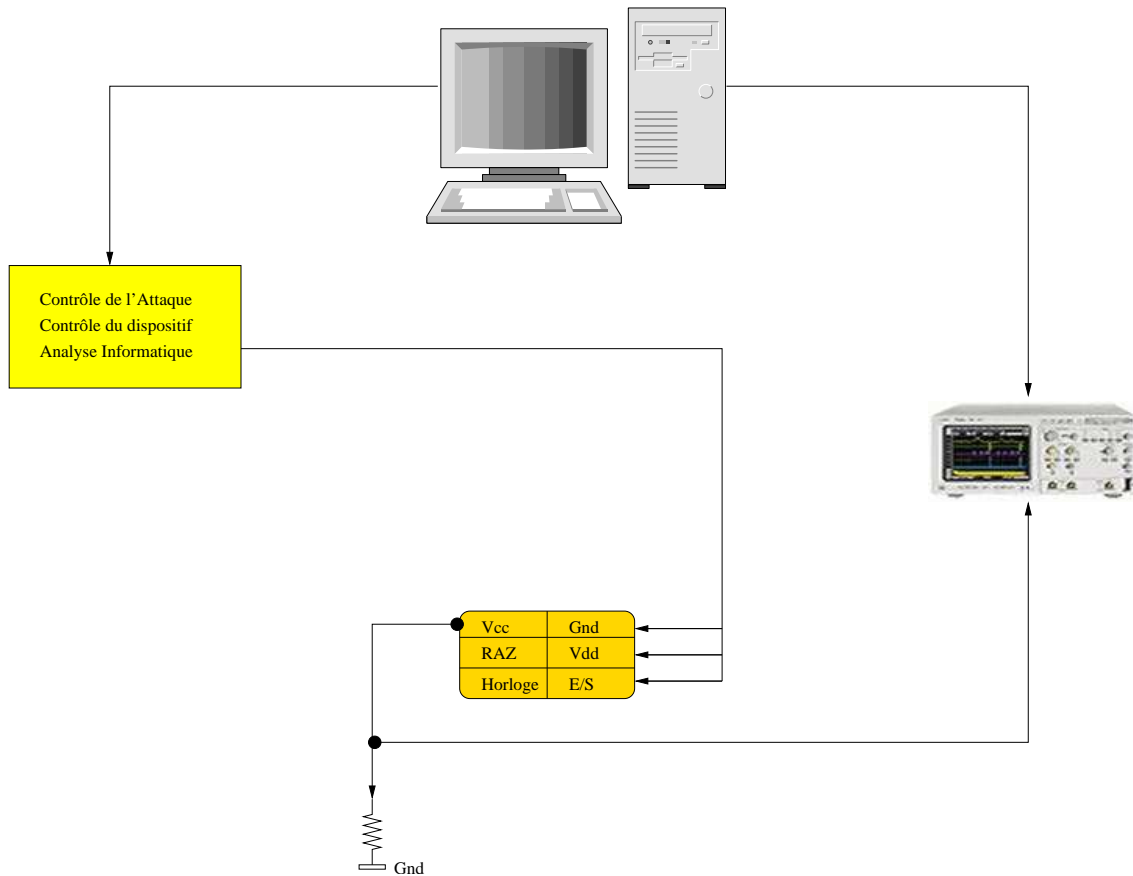 Contrôle de l’Attaque
Contrôle du dispositif
Analyse Informatique
Vcc Gnd
RAZ Vdd
Horloge E/S
Gnd